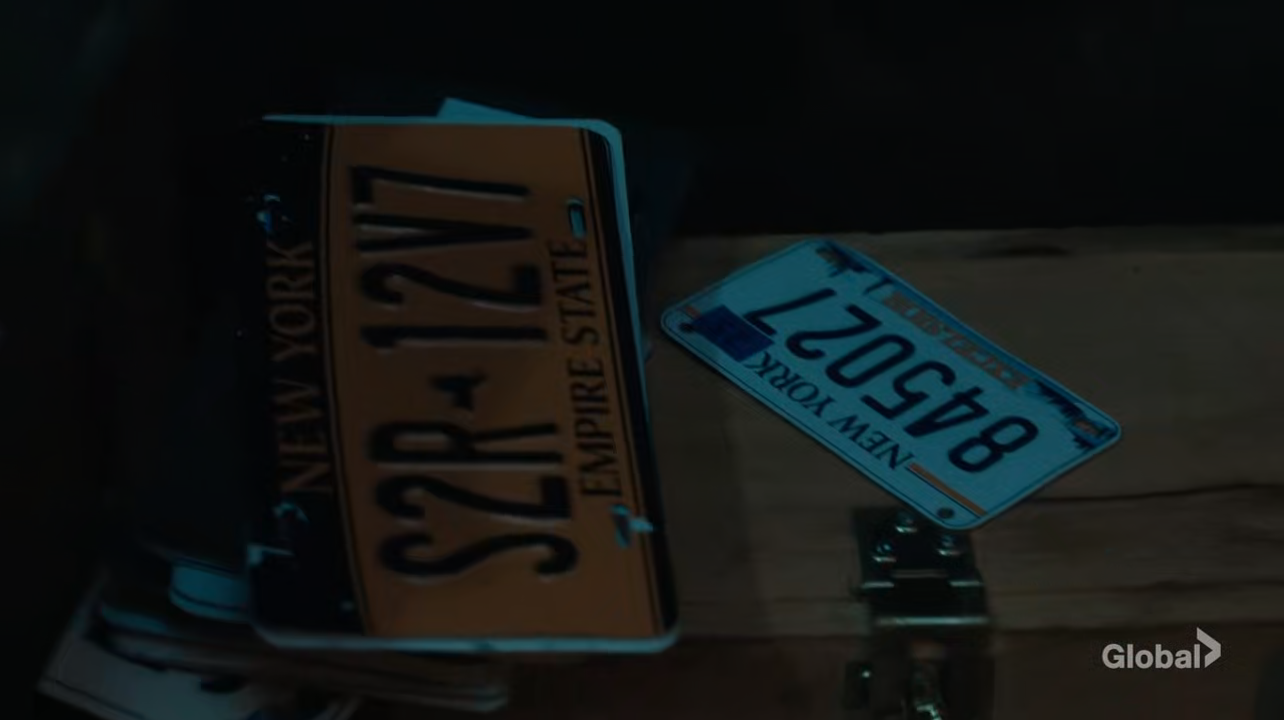 NEW YORK
S2R 12V7
EMPIRE STATE
NEW YORK
845027
Global